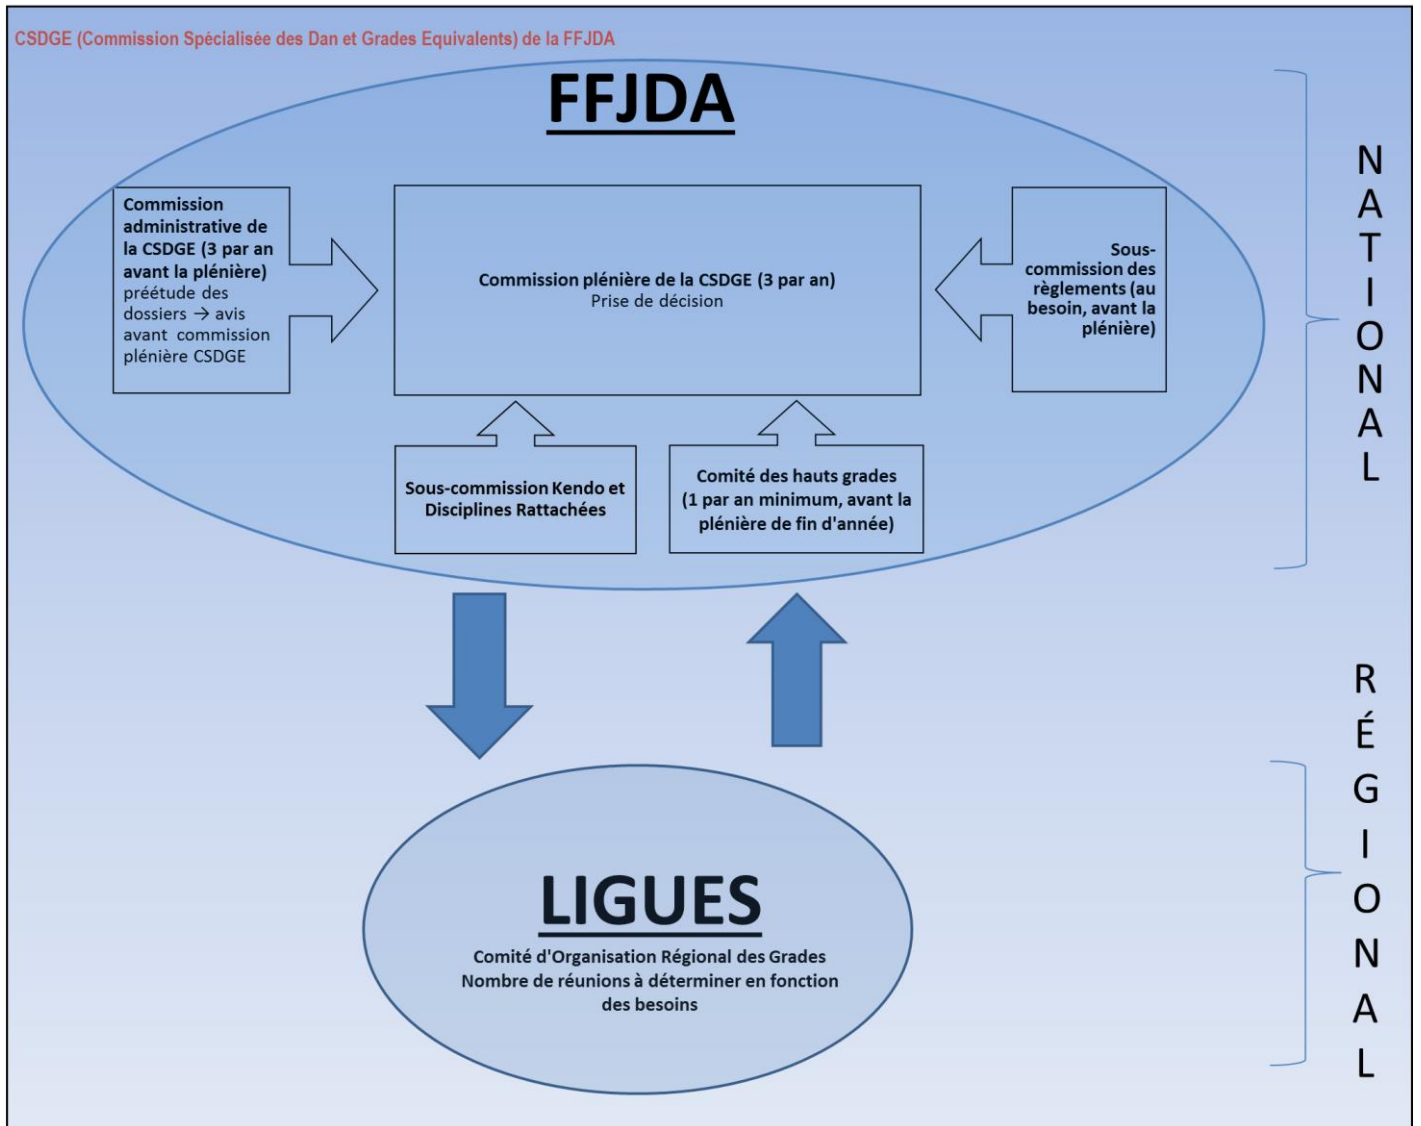 CSDGE (Commission Spécialisée des Dan et Grades Equivalents) de la FFJDA
FFJDA
Commission
administrative de
la CSDGE (3 par an
avant la plénière)
préétude des
dossiers → avis
avant commission
plénière CSDGE
Commission plénière de la CSDGE (3 par an)
Prise de décision
Sous-
commission des
règlements (au
besoin, avant la
plénière)
Sous-commission Kendo et
Disciplines Rattachées
Comité des hauts grades
(1 par an minimum, avant la
plénière de fin d'année)
NATIONAL
LIGUES
Comité d'Organisation Régional des Grades
Nombre de réunions à déterminer en fonction
des besoins
RÉGIONAL